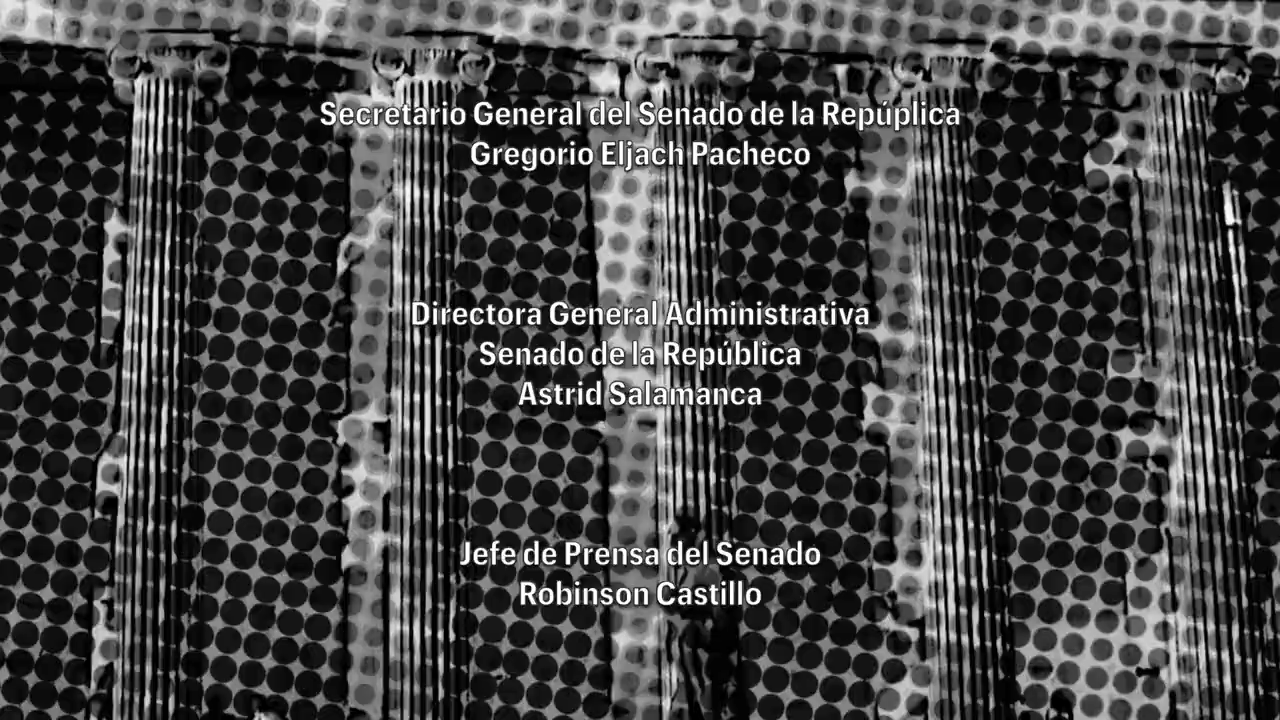 Secretario General del Senado de la Repúplica
Gregorio Eljach Pacheco
Directora General Administrativa
Senado de la República
Astrid Salamanca
Jefe de Prensa del Senado
Robinson Castillo